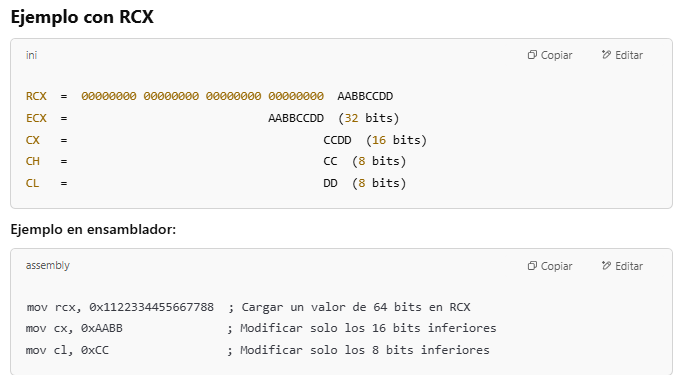 Ejemplo con RCX
ini
Copiar
Editar
RCX = 00000000 00000000 00000000 00000000 AABBCCDD
ECX = AABBCCDD (32 bits)
CX = CCDD (16 bits)
CH = CC (8 bits)
CL = DD (8 bits)
Ejemplo en ensamblador:
assembly
Copiar
Editar
mov rcx, 0x1122334455667788 ; Cargar un valor de 64 bits en RCX
mov cx, 0xAABB ; Modificar solo los 16 bits inferiores
mov cl, 0xCC ; Modificar solo los 8 bits inferiores